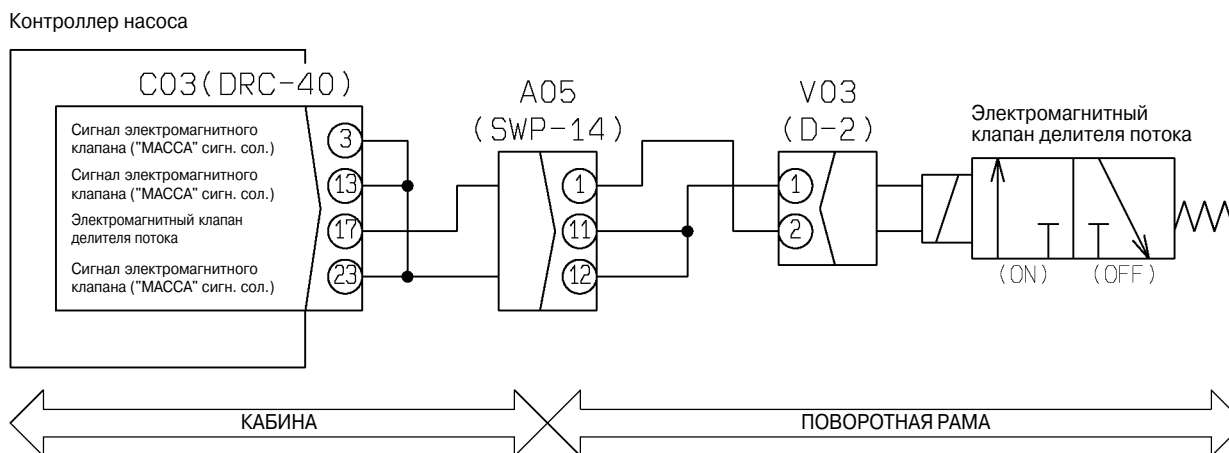 Контроллер насоса
C03(DRC-40)
Сигнал электромагнитного
клапана ("МАССА" сигн. сол.)
3
Сигнал электромагнитного
клапана ("МАССА" сигн. сол.)
13
Электромагнитный клапан
делителя потока
17
Сигнал электромагнитного
клапана ("МАССА" сигн. сол.)
23
A05
(SWP-14)
1
11
12
V03
(D-2)
1
2
Электромагнитный
клапан делителя потока
(ON) (OFF)
КАБИНА
ПОВОРОТНАЯ РАМА